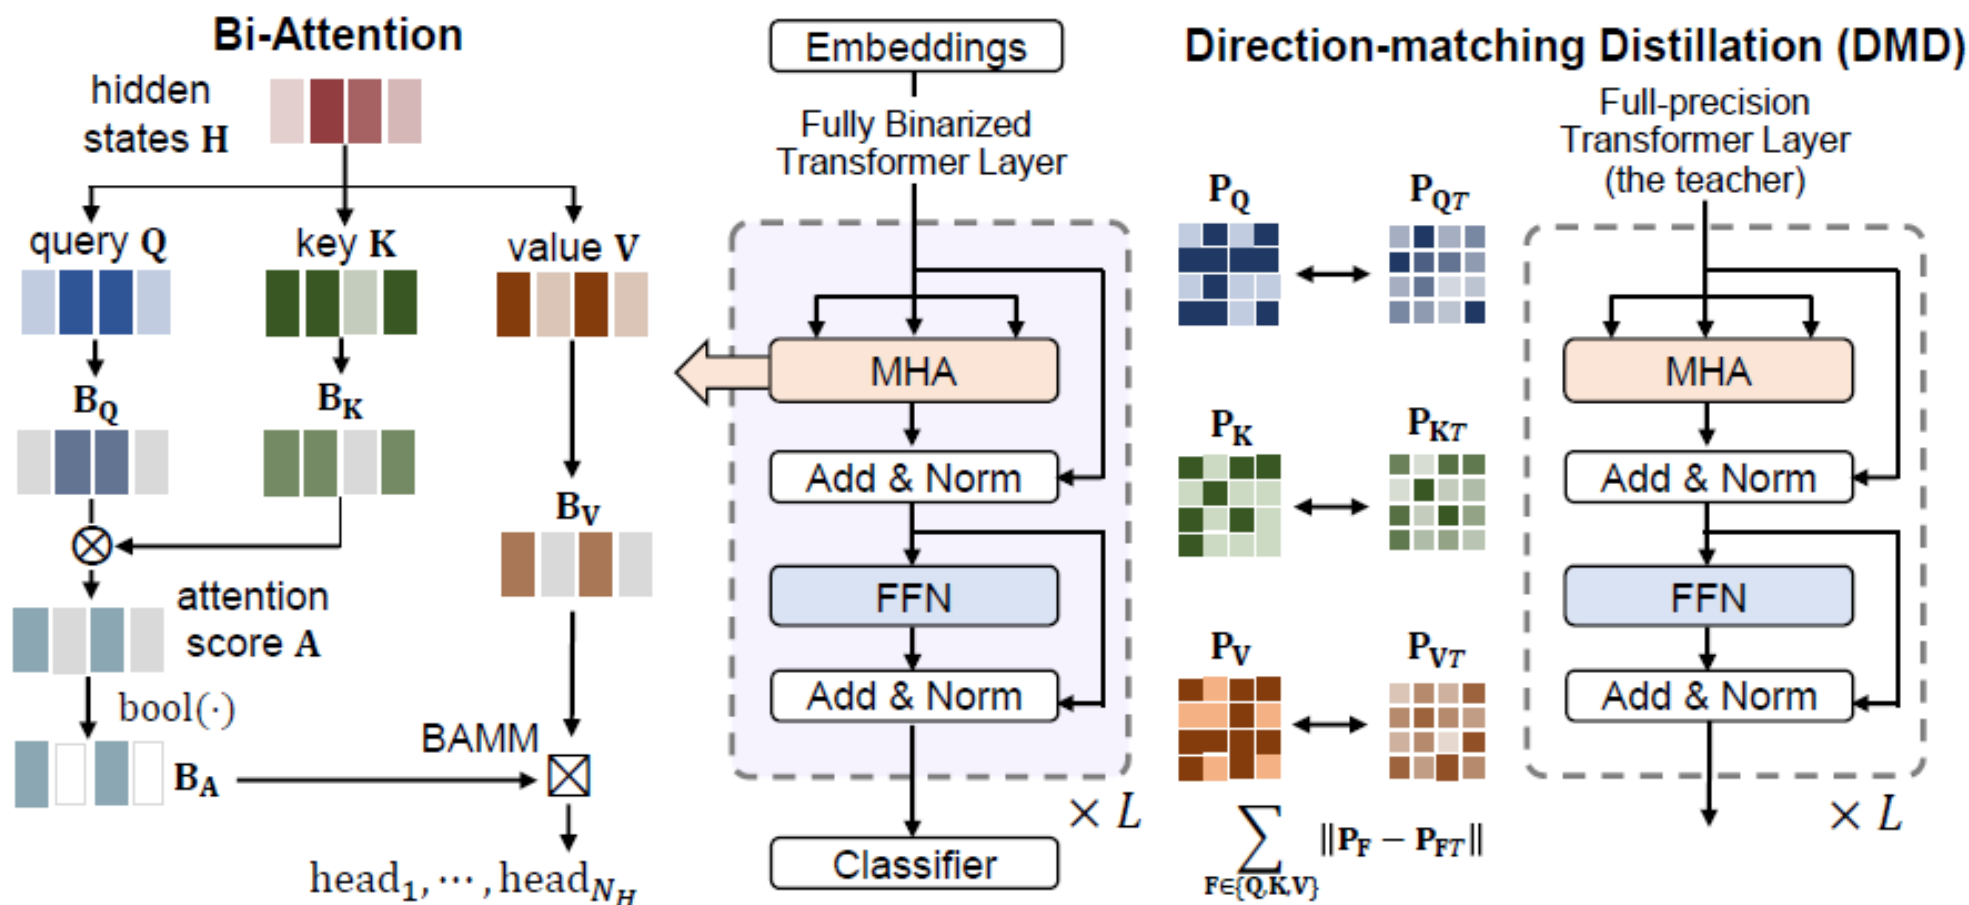 Bi-Attention
hidden
states H
query Q
key K
value V
B_Q
B_K
B_V
attention
score A
bool(·)
B_A
BAMM
head_1, ⋯, head_{N_H}
Embeddings
Fully Binarized
Transformer Layer
MHA
Add & Norm
FFN
Add & Norm
× L
Classifier
Direction-matching Distillation (DMD)
P_Q
P_{QT}
P_K
P_{KT}
P_V
P_{VT}
∑_{F∈{Q,K,V}} ‖P_F − P_{FT}‖
Full-precision
Transformer Layer
(the teacher)
MHA
Add & Norm
FFN
Add & Norm
× L